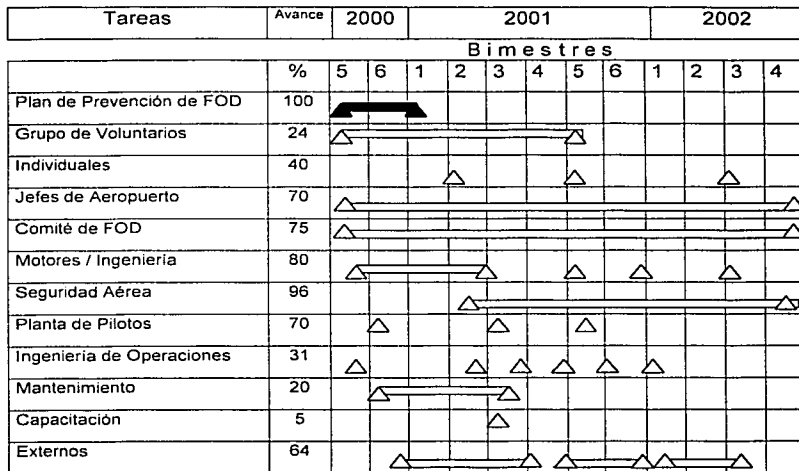 Tareas Avance 2000 2001 2002
Bimestres
% 5 6 1 2 3 4 5 6 1 2 3 4
Plan de Prevención de FOD 100
Grupo de Voluntarios 24
Individuales 40
Jefes de Aeropuerto 70
Comité de FOD 75
Motores / Ingeniería 80
Seguridad Aérea 96
Planta de Pilotos 70
Ingeniería de Operaciones 31
Mantenimiento 20
Capacitación 5
Externos 64